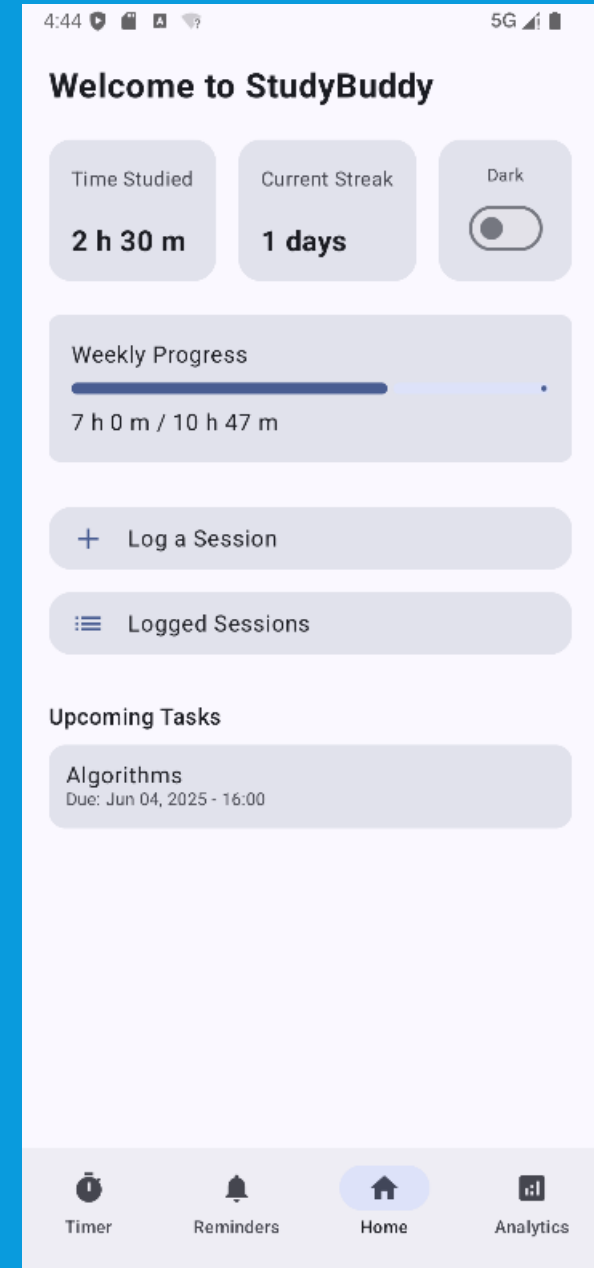 4:44
5G
Welcome to StudyBuddy
Time Studied
2 h 30 m
Current Streak
1 days
Dark
Weekly Progress
7 h 0 m / 10 h 47 m
Log a Session
Logged Sessions
Upcoming Tasks
Algorithms
Due: Jun 04, 2025 - 16:00
Timer
Reminders
Home
Analytics